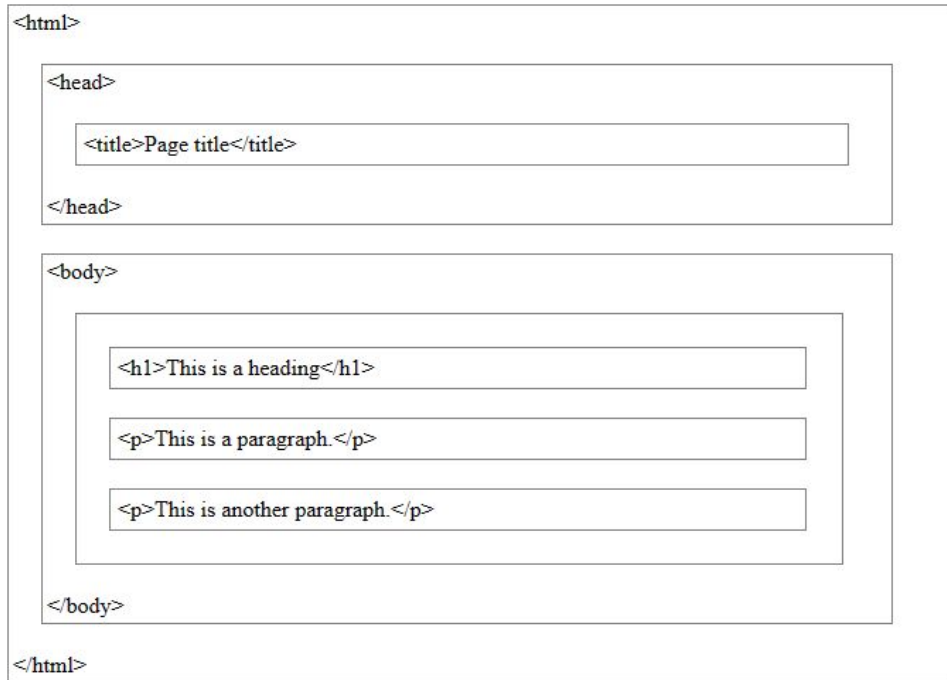 <html>
<head>
<title>Page title</title>
</head>
<body>
<h1>This is a heading</h1>
<p>This is a paragraph.</p>
<p>This is another paragraph.</p>
</body>
</html>